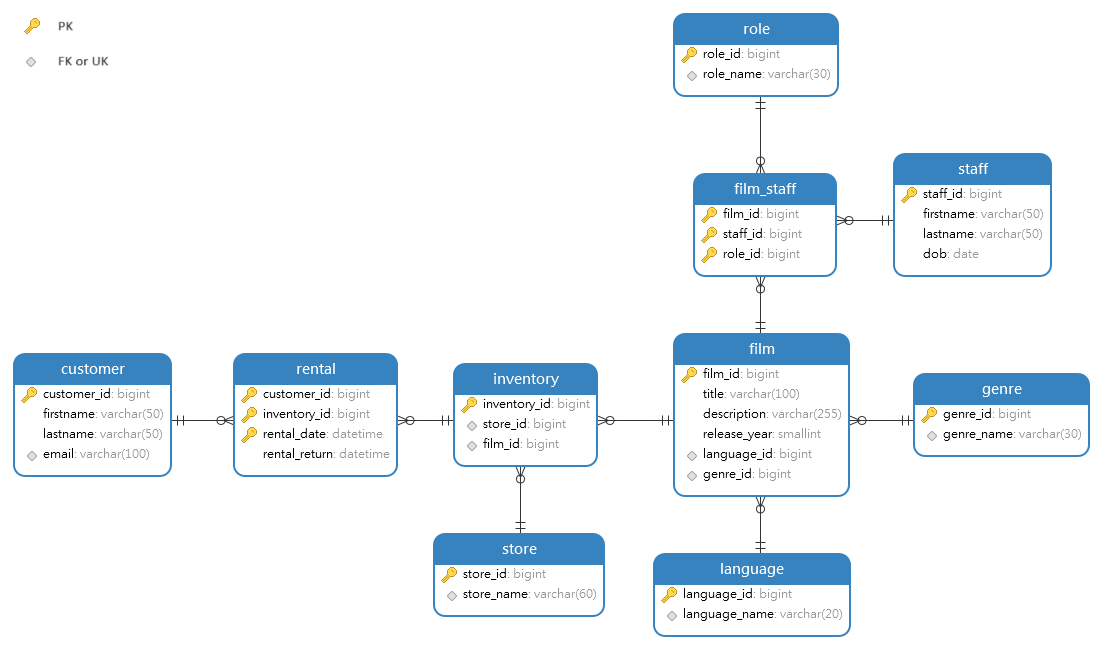 PK
FK or UK
role
role_id: bigint
role_name: varchar(30)
staff
staff_id: bigint
firstname: varchar(50)
lastname: varchar(50)
dob: date
film_staff
film_id: bigint
staff_id: bigint
role_id: bigint
customer
customer_id: bigint
firstname: varchar(50)
lastname: varchar(50)
email: varchar(100)
rental
customer_id: bigint
inventory_id: bigint
rental_date: datetime
rental_return: datetime
inventory
inventory_id: bigint
store_id: bigint
film_id: bigint
film
film_id: bigint
title: varchar(100)
description: varchar(255)
release_year: smallint
language_id: bigint
genre_id: bigint
genre
genre_id: bigint
genre_name: varchar(30)
store
store_id: bigint
store_name: varchar(60)
language
language_id: bigint
language_name: varchar(20)